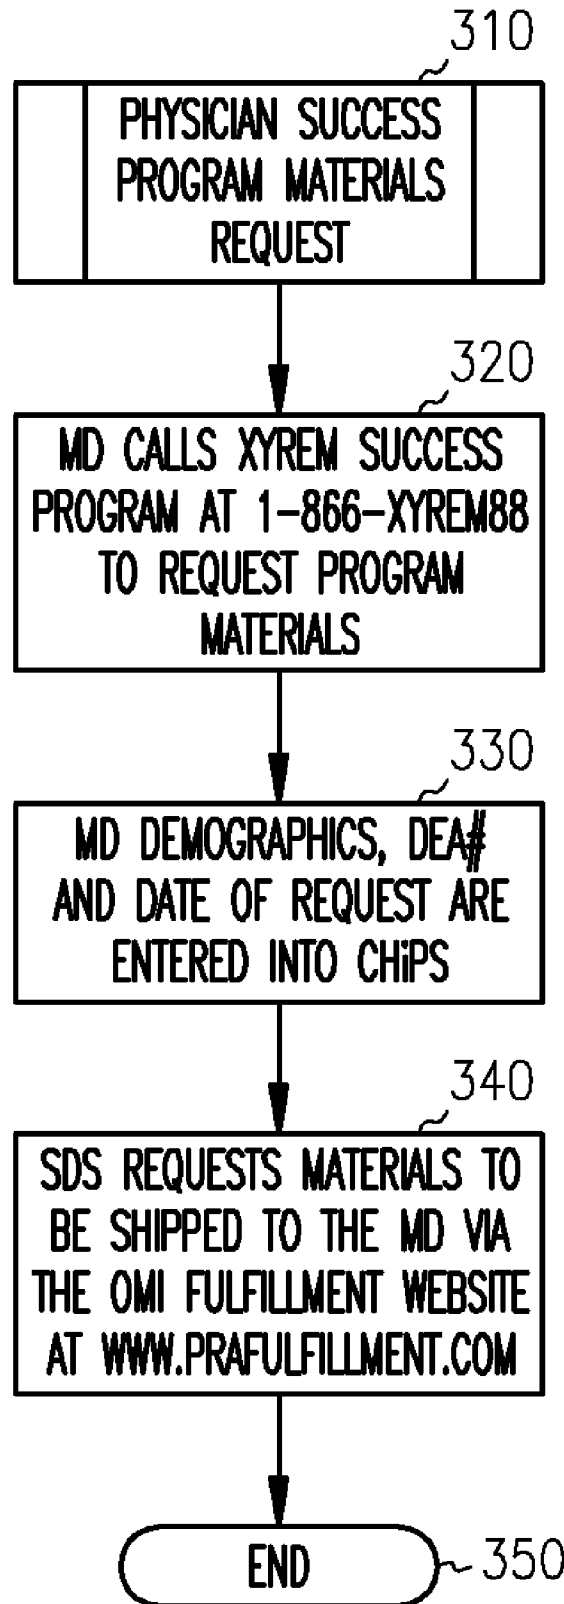 310
PHYSICIAN SUCCESS
PROGRAM MATERIALS
REQUEST
320
MD CALLS XYREM SUCCESS
PROGRAM AT 1-866-XYREM88
TO REQUEST PROGRAM
MATERIALS
330
MD DEMOGRAPHICS, DEA#
AND DATE OF REQUEST ARE
ENTERED INTO CHiPS
340
SDS REQUESTS MATERIALS TO
BE SHIPPED TO THE MD VIA
THE OMI FULFILLMENT WEBSITE
AT WWW.PRAFULFILLMENT.COM
END
350